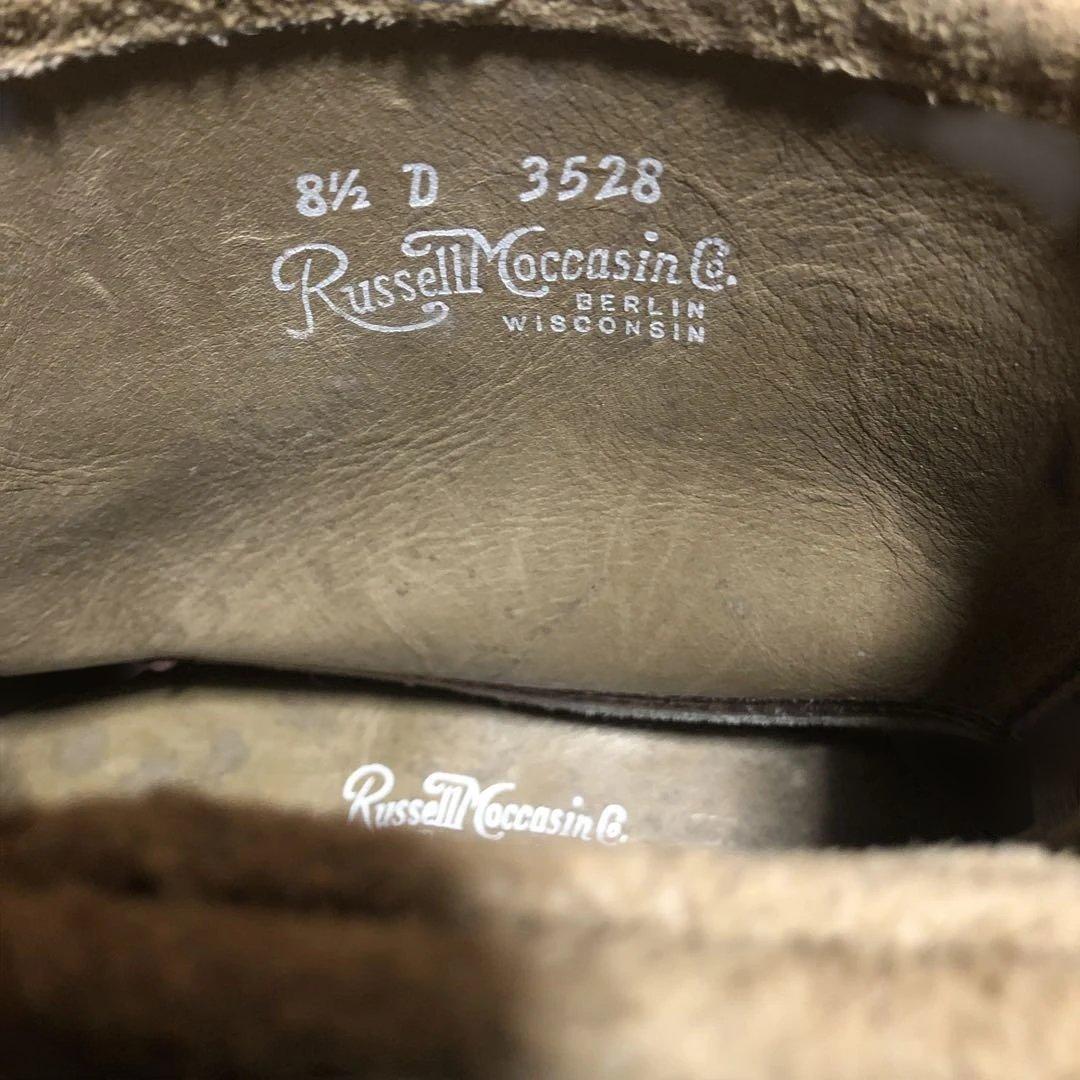 8½ D 3528
Russell Moccasin Co.
BERLIN
WISCONSIN
Russell Moccasin Co.